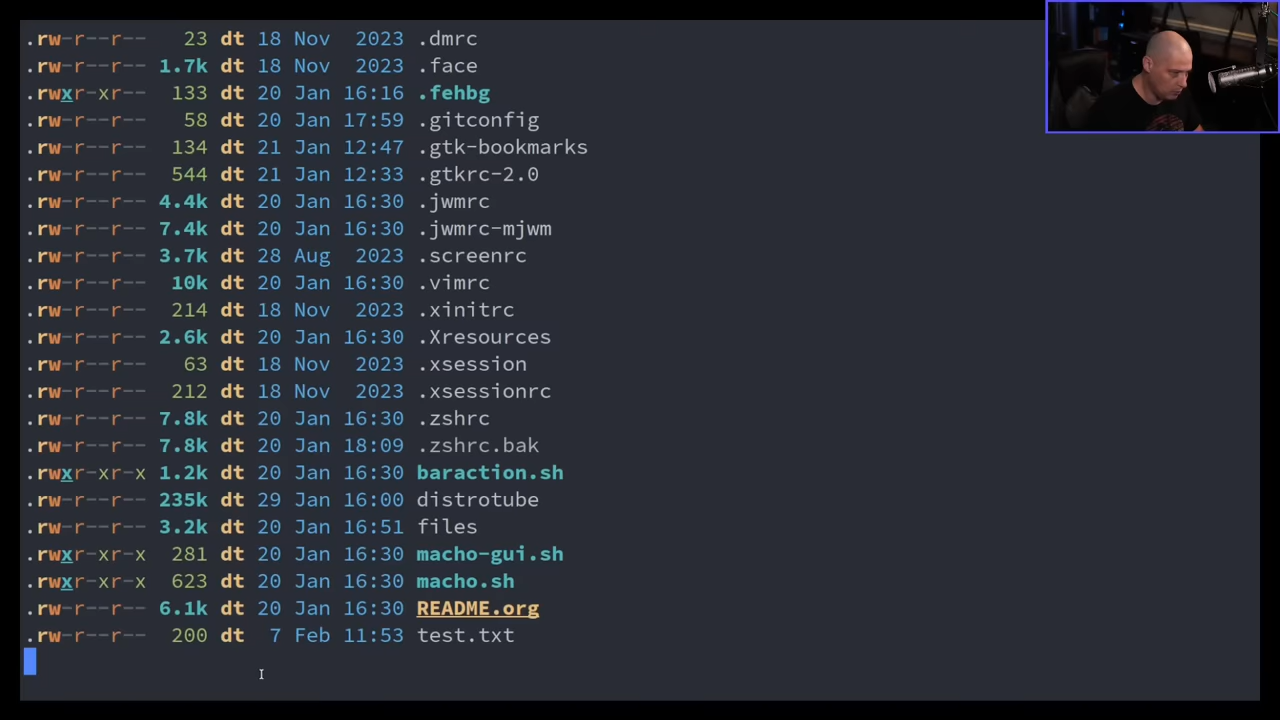 .rw-r--r-- 23 dt 18 Nov 2023 .dmrc
.rw-r--r-- 1.7k dt 18 Nov 2023 .face
.rwxr-xr-- 133 dt 20 Jan 16:16 .fehbg
.rw-r--r-- 58 dt 20 Jan 17:59 .gitconfig
.rw-r--r-- 134 dt 21 Jan 12:47 .gtk-bookmarks
.rw-r--r-- 544 dt 21 Jan 12:33 .gtkrc-2.0
.rw-r--r-- 4.4k dt 20 Jan 16:30 .jwmrc
.rw-r--r-- 7.4k dt 20 Jan 16:30 .jwmrc-mjwm
.rw-r--r-- 3.7k dt 28 Aug 2023 .screenrc
.rw-r--r-- 10k dt 20 Jan 16:30 .vimrc
.rw-r--r-- 214 dt 18 Nov 2023 .xinitrc
.rw-r--r-- 2.6k dt 20 Jan 16:30 .Xresources
.rw-r--r-- 63 dt 18 Nov 2023 .xsession
.rw-r--r-- 212 dt 18 Nov 2023 .xsessionrc
.rw-r--r-- 7.8k dt 20 Jan 16:30 .zshrc
.rw-r--r-- 7.8k dt 20 Jan 18:09 .zshrc.bak
.rwxr-xr-x 1.2k dt 20 Jan 16:30 baraction.sh
.rw-r--r-- 235k dt 29 Jan 16:00 distrotube
.rw-r--r-- 3.2k dt 20 Jan 16:51 files
.rwxr-xr-x 281 dt 20 Jan 16:30 macho-gui.sh
.rwxr-xr-x 623 dt 20 Jan 16:30 macho.sh
.rw-r--r-- 6.1k dt 20 Jan 16:30 README.org
.rw-r--r-- 200 dt 7 Feb 11:53 test.txt